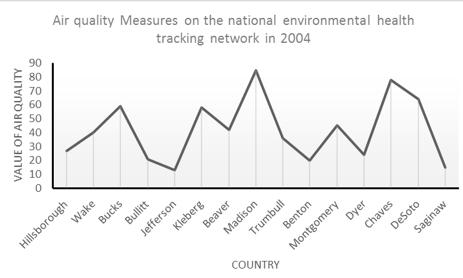 Air quality Measures on the national environmental health
tracking network in 2004
VALUE OF AIR QUALITY
90
80
70
60
50
40
30
20
10
0
Hillsborough
Wake
Bucks
Bullitt
Jefferson
Kleberg
Beaver
Madison
Trumbull
Benton
Montgomery
Dyer
Chaves
DeSoto
Saginaw
COUNTRY